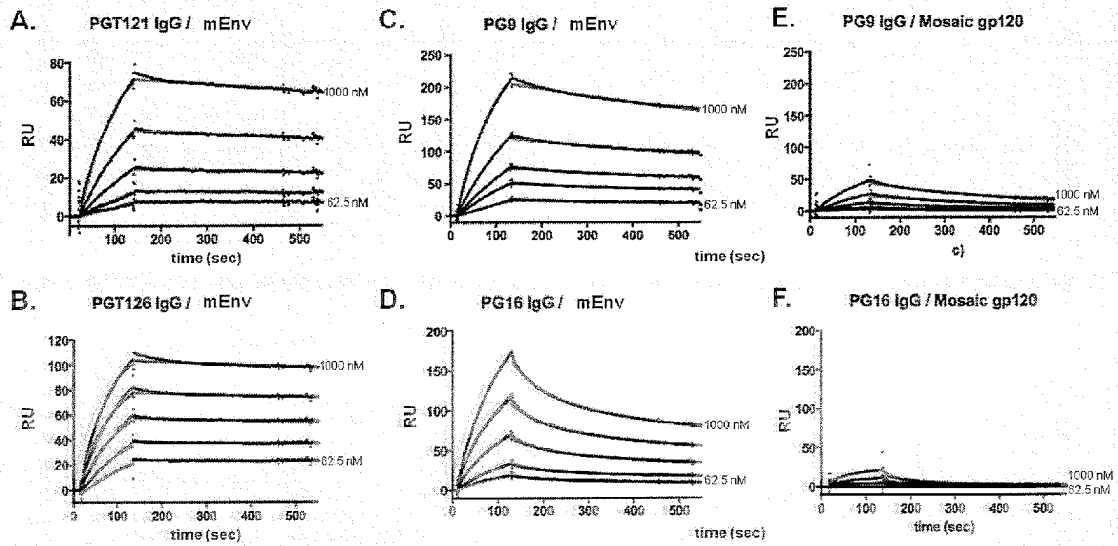 A.
PGT121 IgG / mEnv
80
60
40
20
0
RU
1000 nM
62.5 nM
100 200 300 400 500
time (sec)
B.
PGT126 IgG / mEnv
120
100
80
60
40
20
0
RU
1000 nM
62.5 nM
0 100 200 300 400 500
time (sec)
C.
PG9 IgG / mEnv
250
200
150
100
50
0
RU
1000 nM
62.5 nM
0 100 200 300 400 500
time (sec)
D.
PG16 IgG / mEnv
200
150
100
50
0
RU
1000 nM
62.5 nM
0 100 200 300 400 500
time (sec)
E.
PG9 IgG / Mosaic gp120
250
200
150
100
50
0
RU
1000 nM
62.5 nM
0 100 200 300 400 500
c)
F.
PG16 IgG / Mosaic gp120
200
150
100
50
0
RU
1000 nM
62.5 nM
0 100 200 300 400 500
time (sec)